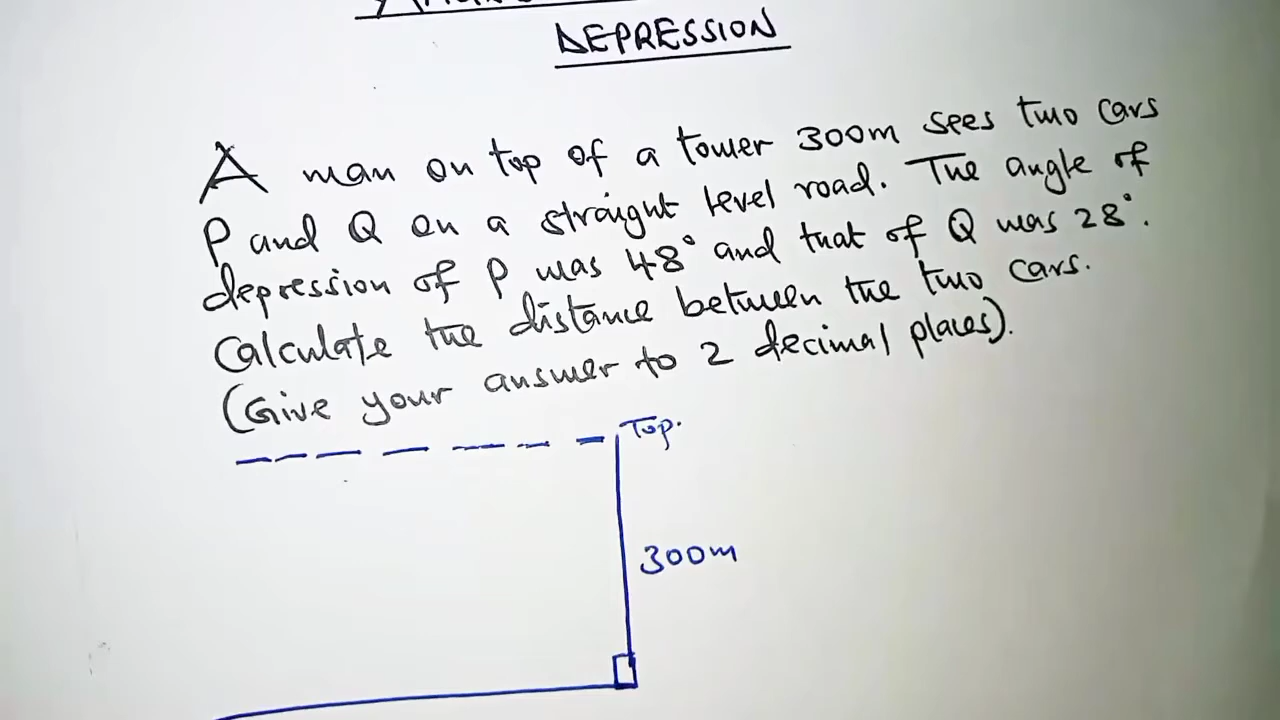 DEPRESSION
A man on top of a tower 300m sees two cars
P and Q on a straight level road. The angle of
depression of P was 48° and that of Q was 28°.
Calculate the distance between the two cars.
(Give your answer to 2 decimal places).
Top.
300m